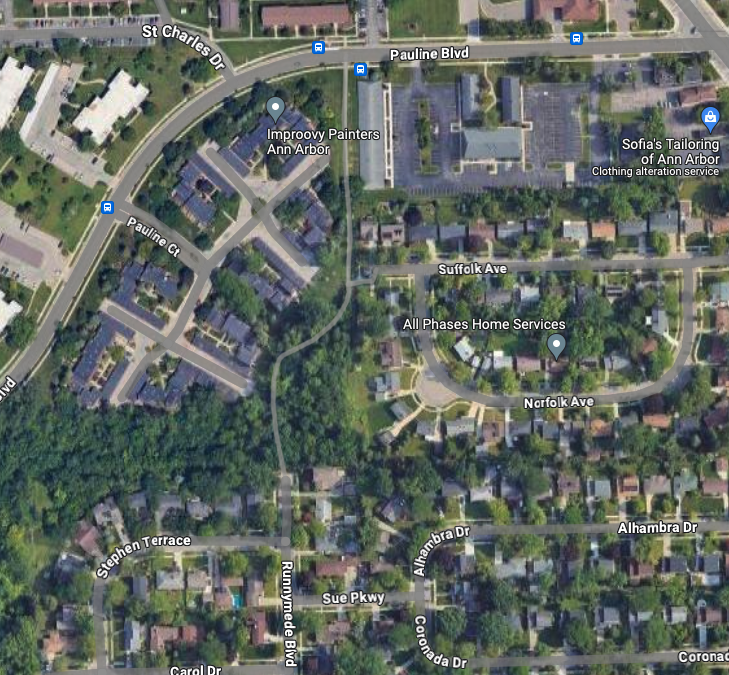 St Charles Dr
Pauline Blvd
Improovy Painters
Ann Arbor
Sofia's Tailoring
of Ann Arbor
Clothing alteration service
Pauline Ct
Suffolk Ave
All Phases Home Services
lvd
Norfolk Ave
Alhambra Dr
Alhambra Dr
Stephen Terrace
Runnymede Blvd
Sue Pkwy
Coronada Dr
Coronad
Carol Dr